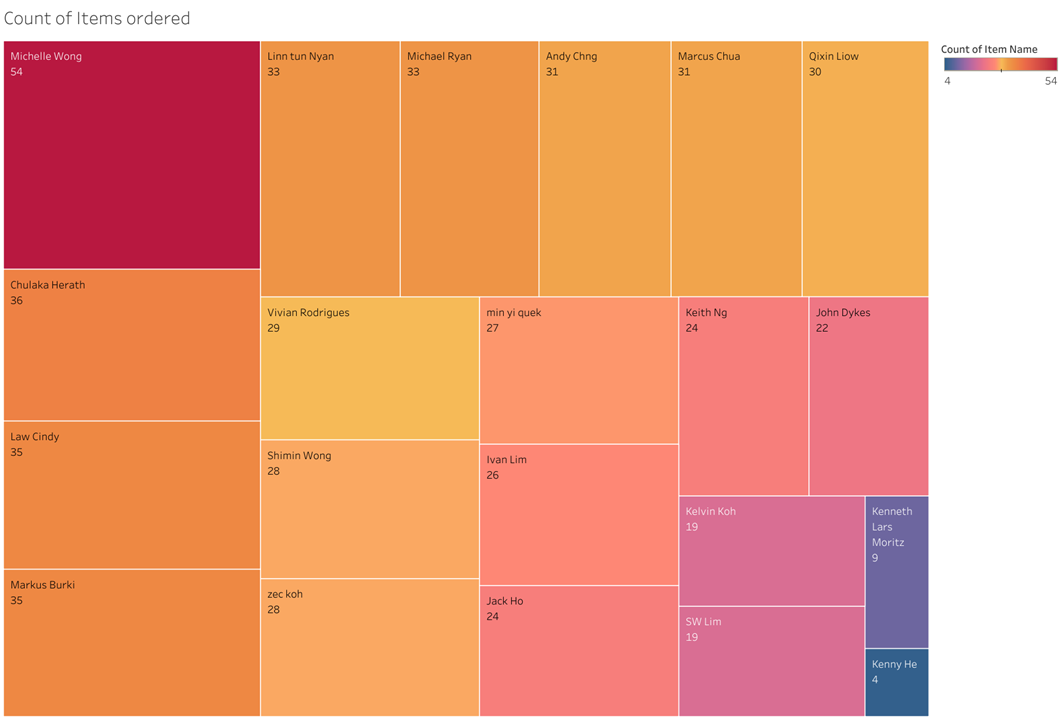 Count of Items ordered
Michelle Wong
54
Chulaka Herath
36
Law Cindy
35
Markus Burki
35
Linn tun Nyan
33
Michael Ryan
33
Andy Chng
31
Marcus Chua
31
Qixin Liow
30
Vivian Rodrigues
29
Shimin Wong
28
zec koh
28
min yi quek
27
Ivan Lim
26
Jack Ho
24
Keith Ng
24
John Dykes
22
Kelvin Koh
19
SW Lim
19
Kenneth
Lars
Moritz
9
Kenny He
4
Count of Item Name
4 54